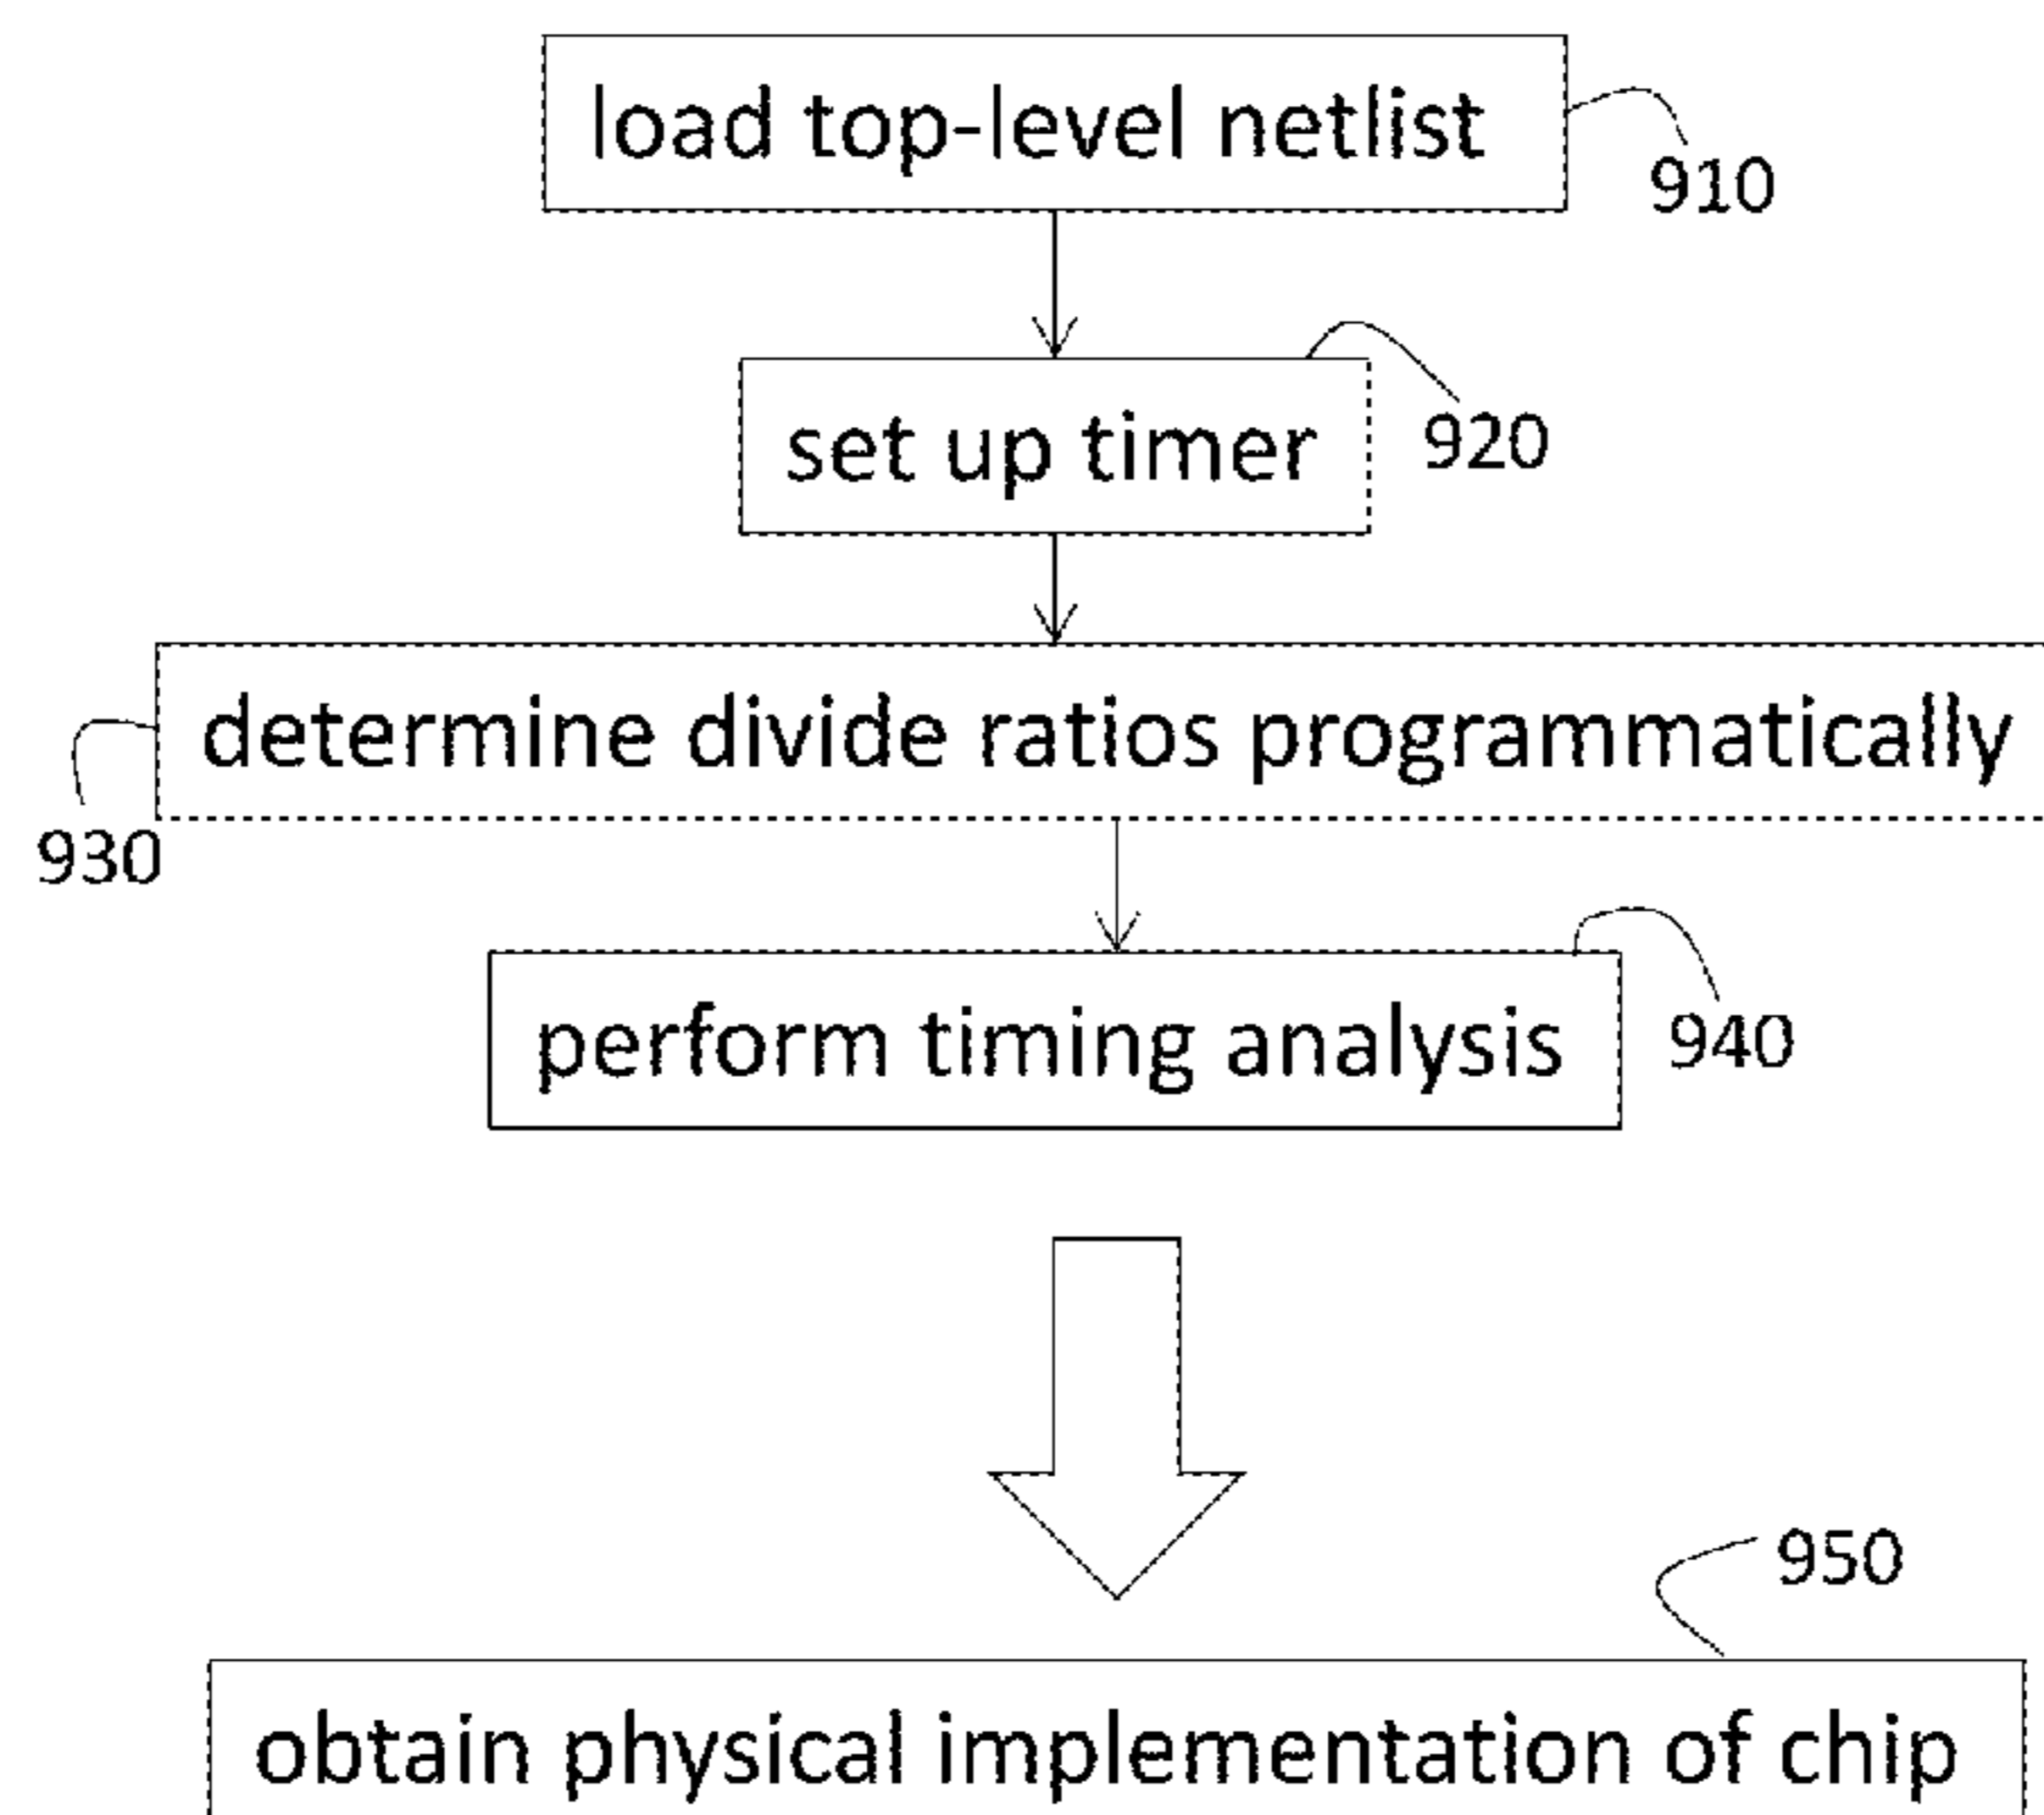 load top-level netlist
910
set up timer
920
determine divide ratios programmatically
930
perform timing analysis
940
950
obtain physical implementation of chip